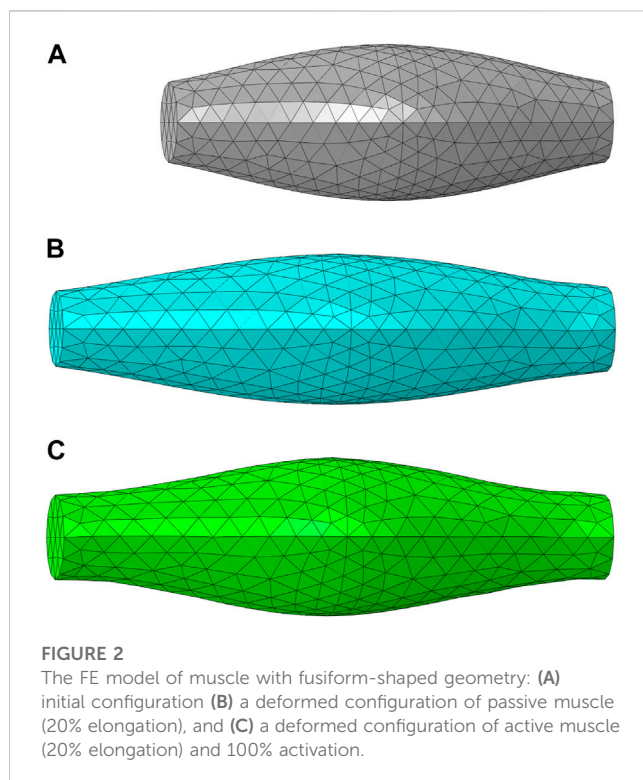 A
B
C
FIGURE 2
The FE model of muscle with fusiform-shaped geometry: (A)
initial configuration (B) a deformed configuration of passive muscle
(20% elongation), and (C) a deformed configuration of active muscle
(20% elongation) and 100% activation.